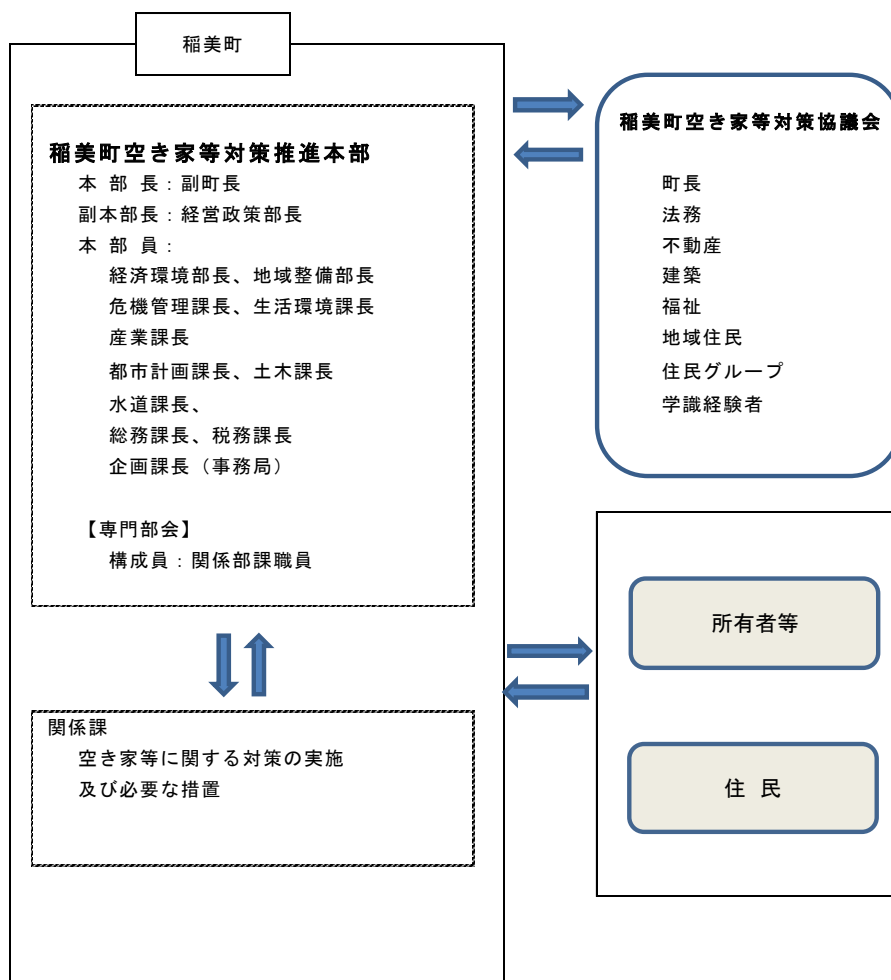 稲美町
稲美町空き家等対策推進本部
本 部 長：副町長
副本部長：経営政策部長
本 部 員：
経済環境部長、地域整備部長
危機管理課長、生活環境課長
産業課長
都市計画課長、土木課長
水道課長、
総務課長、税務課長
企画課長（事務局）
【専門部会】
構成員：関係部課職員
関係課
空き家等に関する対策の実施
及び必要な措置
稲美町空き家等対策協議会
町長
法務
不動産
建築
福祉
地域住民
住民グループ
学識経験者
所有者等
住 民